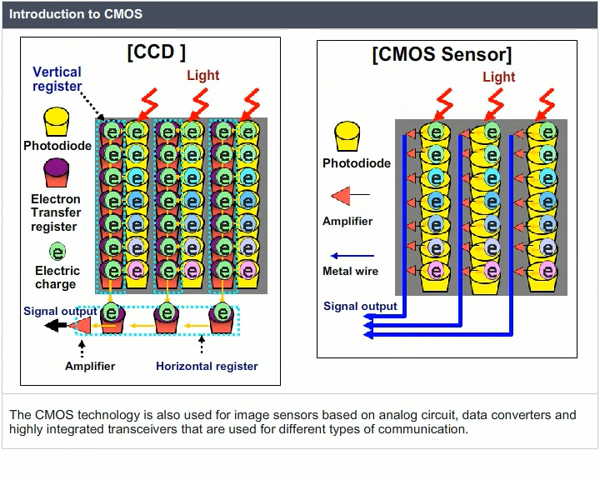 Introduction to CMOS
[CCD ]
Vertical
register
Light
Photodiode
Electron
Transfer
register
Electric
charge
Signal output
Amplifier
Horizontal register
e e e e e e
e e e e e e
e e e e e e
e e e e e e
e e e e e e
e e e e e e
e e e
[CMOS Sensor]
Light
Photodiode
Amplifier
Metal wire
Signal output
e e e
e e e
e e e
e e e
e e e
e e e
The CMOS technology is also used for image sensors based on analog circuit, data converters and
highly integrated transceivers that are used for different types of communication.